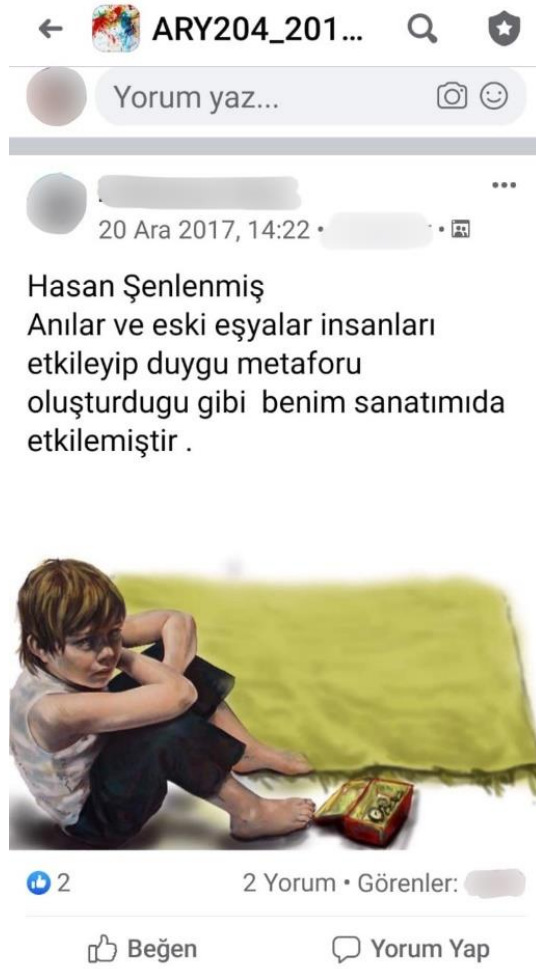 ARY204_201...
Yorum yaz...
20 Ara 2017, 14:22 •
Hasan Şenlenmiş
Anılar ve eski eşyalar insanları
etkileyip duygu metaforu
oluşturdugu gibi benim sanatımıda
etkilemiştir .
2
2 Yorum • Görenler:
Beğen
Yorum Yap